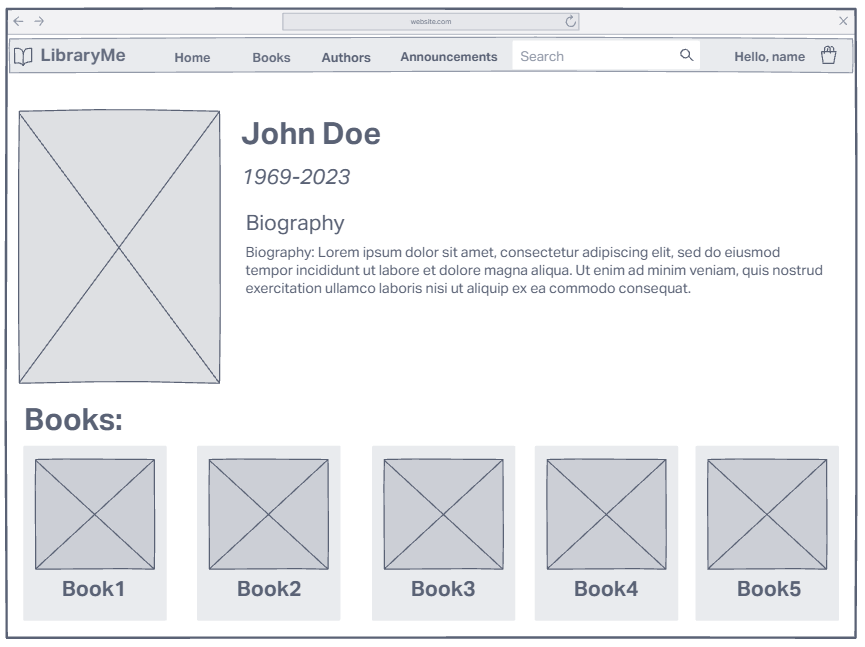 website.com
LibraryMe Home Books Authors Announcements Search Hello, name
John Doe
1969-2023
Biography
Biography: Lorem ipsum dolor sit amet, consectetur adipiscing elit, sed do eiusmod
tempor incididunt ut labore et dolore magna aliqua. Ut enim ad minim veniam, quis nostrud
exercitation ullamco laboris nisi ut aliquip ex ea commodo consequat.
Books:
Book1 Book2 Book3 Book4 Book5